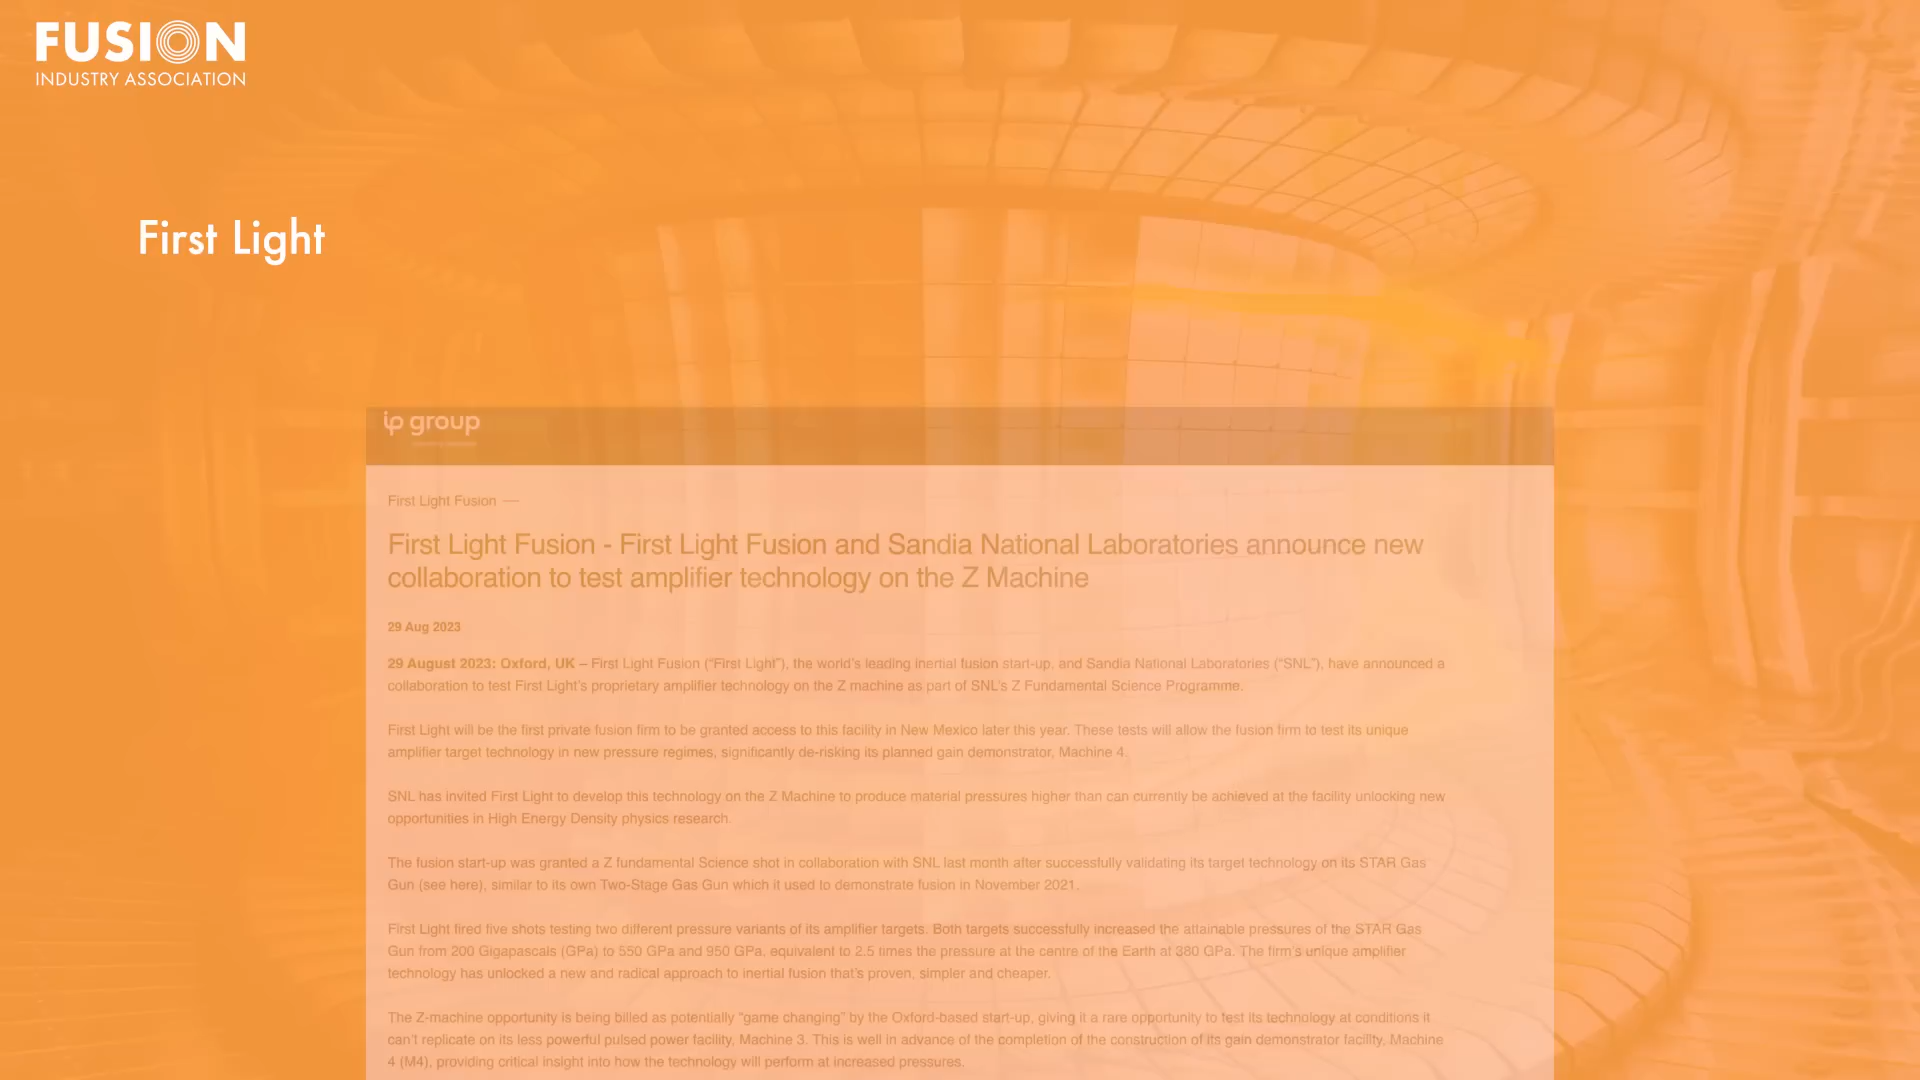 FUSION
INDUSTRY ASSOCIATION
First Light
ip group
First Light Fusion —
First Light Fusion - First Light Fusion and Sandia National Laboratories announce new
collaboration to test amplifier technology on the Z Machine
29 Aug 2023
29 August 2023: Oxford, UK – First Light Fusion (“First Light”), the world’s leading inertial fusion start-up, and Sandia National Laboratories (“SNL”), have announced a
collaboration to test First Light’s proprietary amplifier technology on the Z machine as part of SNL’s Z Fundamental Science Programme.
First Light will be the first private fusion firm to be granted access to this facility in New Mexico later this year. These tests will allow the fusion firm to test its unique
amplifier target technology in new pressure regimes, significantly de-risking its planned gain demonstrator, Machine 4.
SNL has invited First Light to develop this technology on the Z Machine to produce material pressures higher than can currently be achieved at the facility unlocking new
opportunities in High Energy Density physics research.
The fusion start-up was granted a Z fundamental Science shot in collaboration with SNL last month after successfully validating its target technology on its STAR Gas
Gun (see here), similar to its own Two-Stage Gas Gun which it used to demonstrate fusion in November 2021.
First Light fired five shots testing two different pressure variants of its amplifier targets. Both targets successfully increased the attainable pressures of the STAR Gas
Gun from 200 Gigapascals (GPa) to 550 GPa and 950 GPa, equivalent to 2.5 times the pressure at the centre of the Earth at 380 GPa. The firm’s unique amplifier
technology has unlocked a new and radical approach to inertial fusion that’s proven, simpler and cheaper.
The Z-machine opportunity is being billed as potentially “game changing” by the Oxford-based start-up, giving it a rare opportunity to test its technology at conditions it
can’t replicate on its less powerful pulsed power facility, Machine 3. This is well in advance of the completion of the construction of its gain demonstrator facility, Machine
4 (M4), providing critical insight into how the technology will perform at increased pressures.